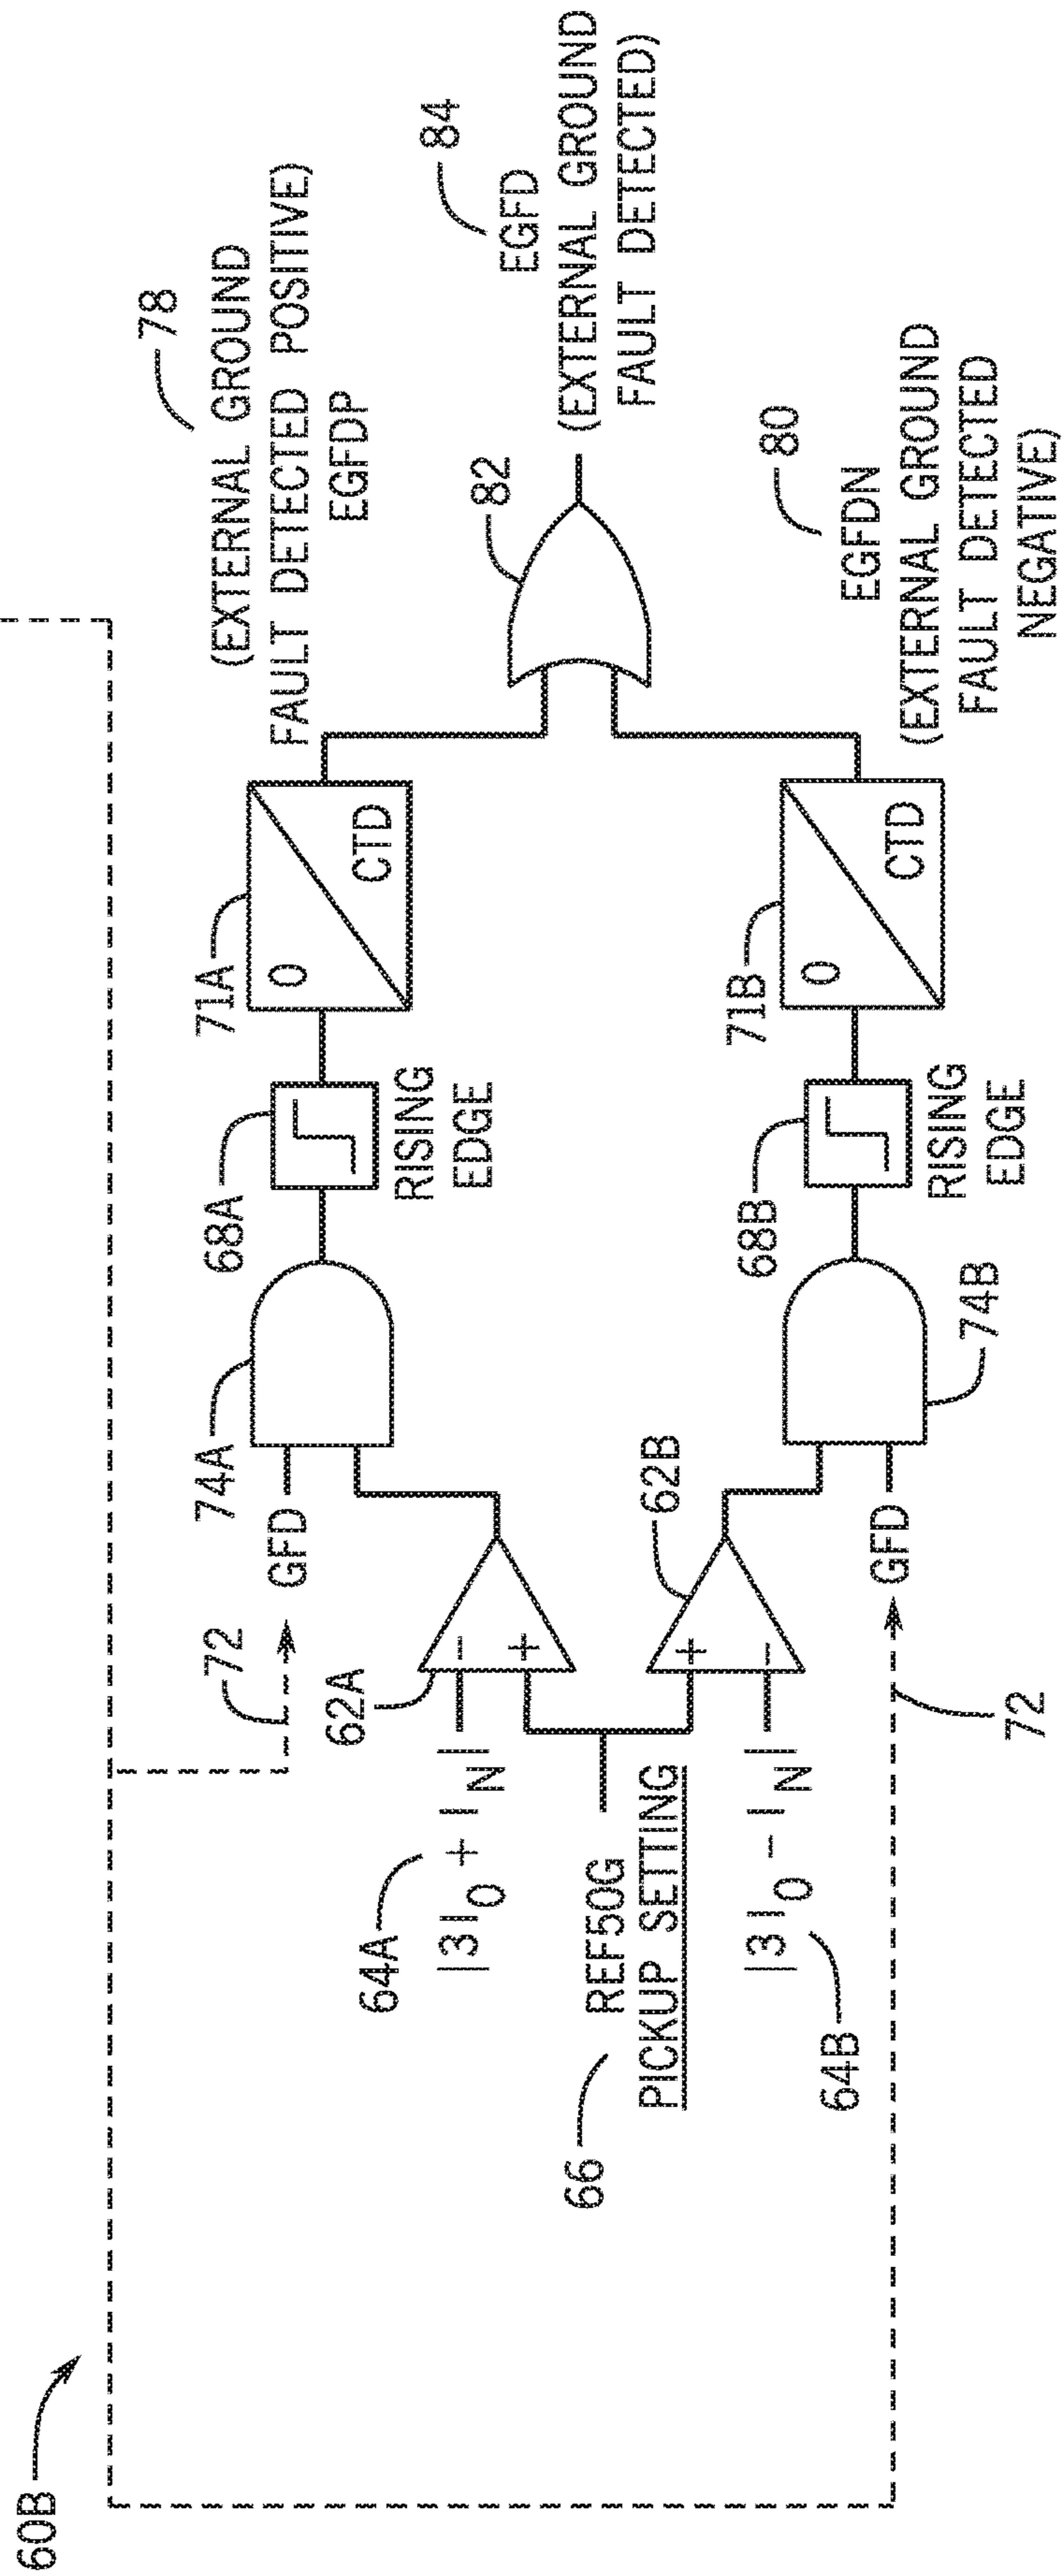 60B
78
(EXTERNAL GROUND
FAULT DETECTED POSITIVE)
EGFDP
84
EGFD
(EXTERNAL GROUND
FAULT DETECTED)
82
80
EGFDN
(EXTERNAL GROUND
FAULT DETECTED
NEGATIVE)
71A
0
CTD
71B
0
CTD
68A
RISING
EDGE
68B
RISING
EDGE
74A
74B
72
GFD
GFD
72
62A
−
+
62B
+
−
64A
|3I0 + IN|
66
REF50G
PICKUP SETTING
|3I0 − IN|
64B